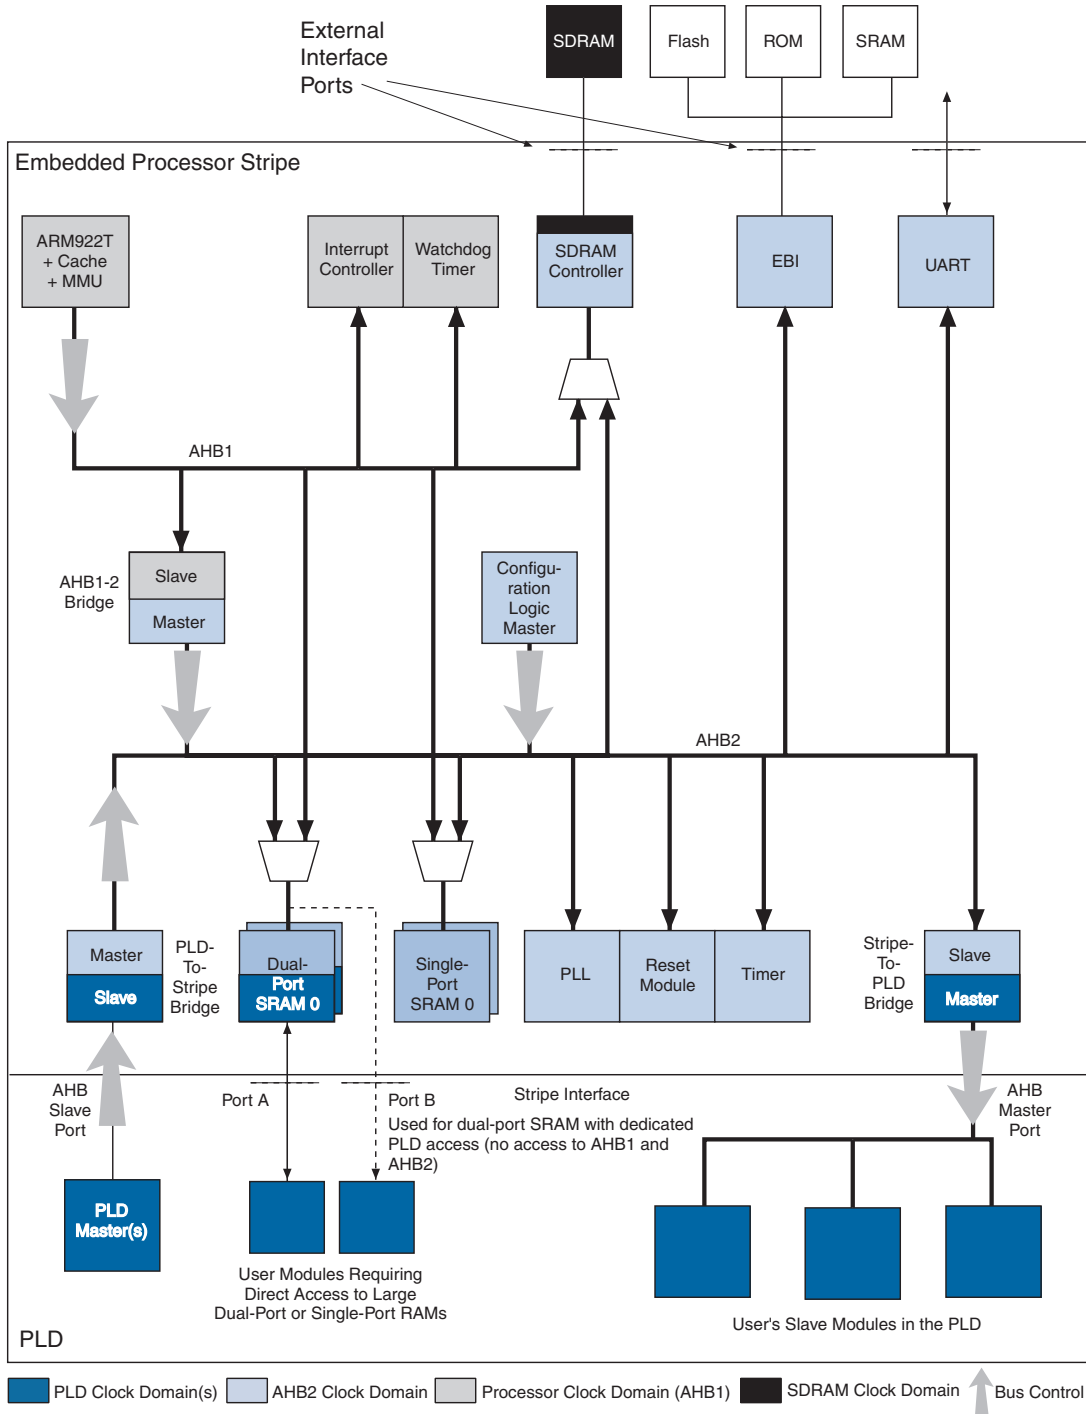 External
Interface
Ports
SDRAM
Flash
ROM
SRAM
Embedded Processor Stripe
ARM922T
+ Cache
+ MMU
Interrupt
Controller
Watchdog
Timer
SDRAM
Controller
EBI
UART
AHB1
AHB1-2
Bridge
Slave
Master
Configu-
ration
Logic
Master
AHB2
Master
Slave
PLD-
To-
Stripe
Bridge
Dual-
Port
SRAM 0
Single-
Port
SRAM 0
PLL
Reset
Module
Timer
Stripe-
To-
PLD
Bridge
Slave
Master
AHB
Slave
Port
Port A
Port B
Stripe Interface
Used for dual-port SRAM with dedicated
PLD access (no access to AHB1 and
AHB2)
AHB
Master
Port
PLD
Master(s)
User Modules Requiring
Direct Access to Large
Dual-Port or Single-Port RAMs
User's Slave Modules in the PLD
PLD
PLD Clock Domain(s)
AHB2 Clock Domain
Processor Clock Domain (AHB1)
SDRAM Clock Domain
Bus Control